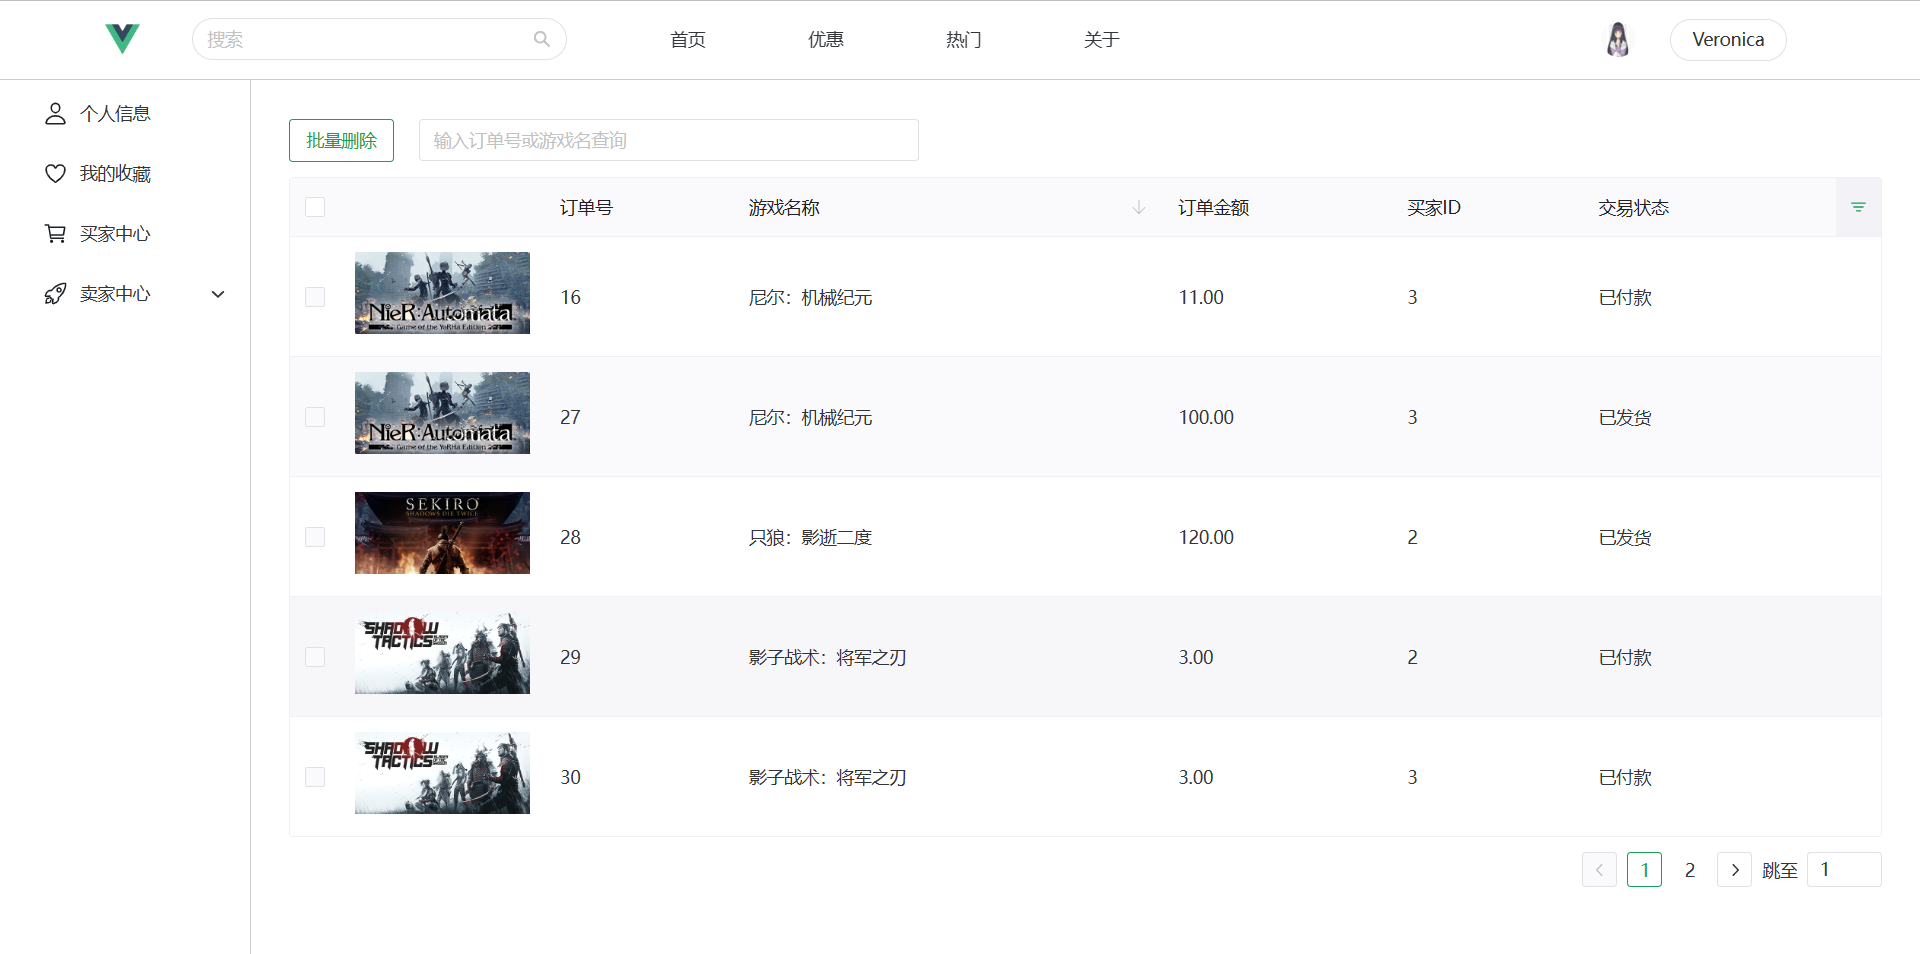 搜索
首页
优惠
热门
关于
Veronica
个人信息
我的收藏
买家中心
卖家中心
批量删除
输入订单号或游戏名查询
订单号 游戏名称 订单金额 买家ID 交易状态
NieR:Automata
Game of the YoRHa Edition
16 尼尔：机械纪元 11.00 3 已付款
NieR:Automata
Game of the YoRHa Edition
27 尼尔：机械纪元 100.00 3 已发货
SEKIRO
SHADOWS DIE TWICE
28 只狼：影逝二度 120.00 2 已发货
SHADOW
TACTICS
29 影子战术：将军之刃 3.00 2 已付款
SHADOW
TACTICS
30 影子战术：将军之刃 3.00 3 已付款
1 2 跳至 1